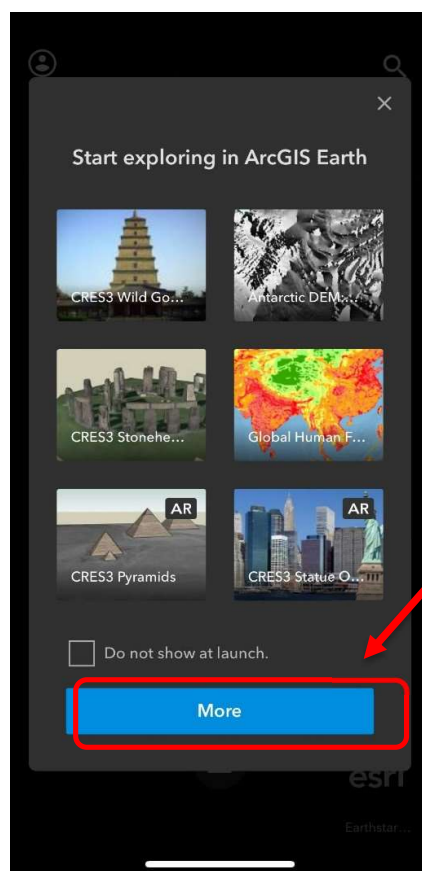 Start exploring in ArcGIS Earth
CRES3 Wild Go...
Antarctic DEM:...
CRES3 Stonehe...
Global Human F...
AR
CRES3 Pyramids
AR
CRES3 Statue O...
Do not show at launch.
More
esri
Earthstar...